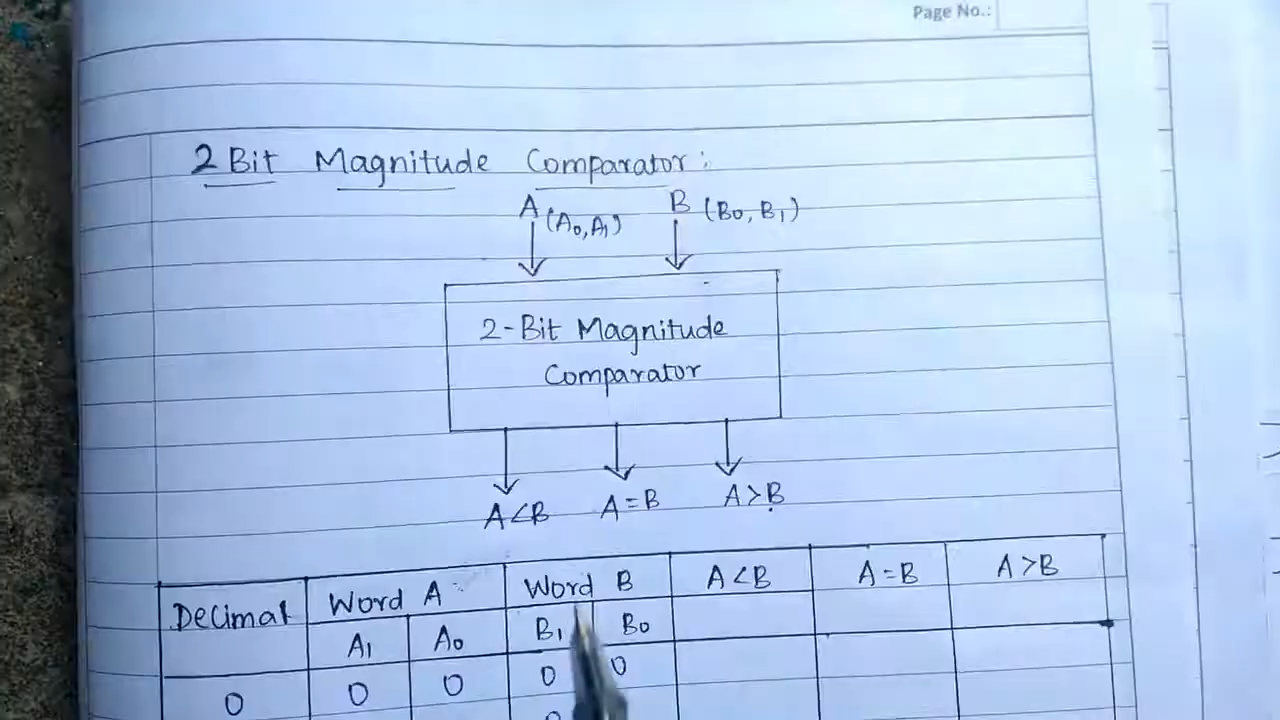 Page No.:
2 Bit Magnitude Comparator:
A (A₀,A₁) B (B₀, B₁)
2-Bit Magnitude
Comparator
A<B A=B A>B
Decimal Word A Word B A<B A=B A>B
A₁ A₀ B₁ B₀
0 0 0 0 0
0